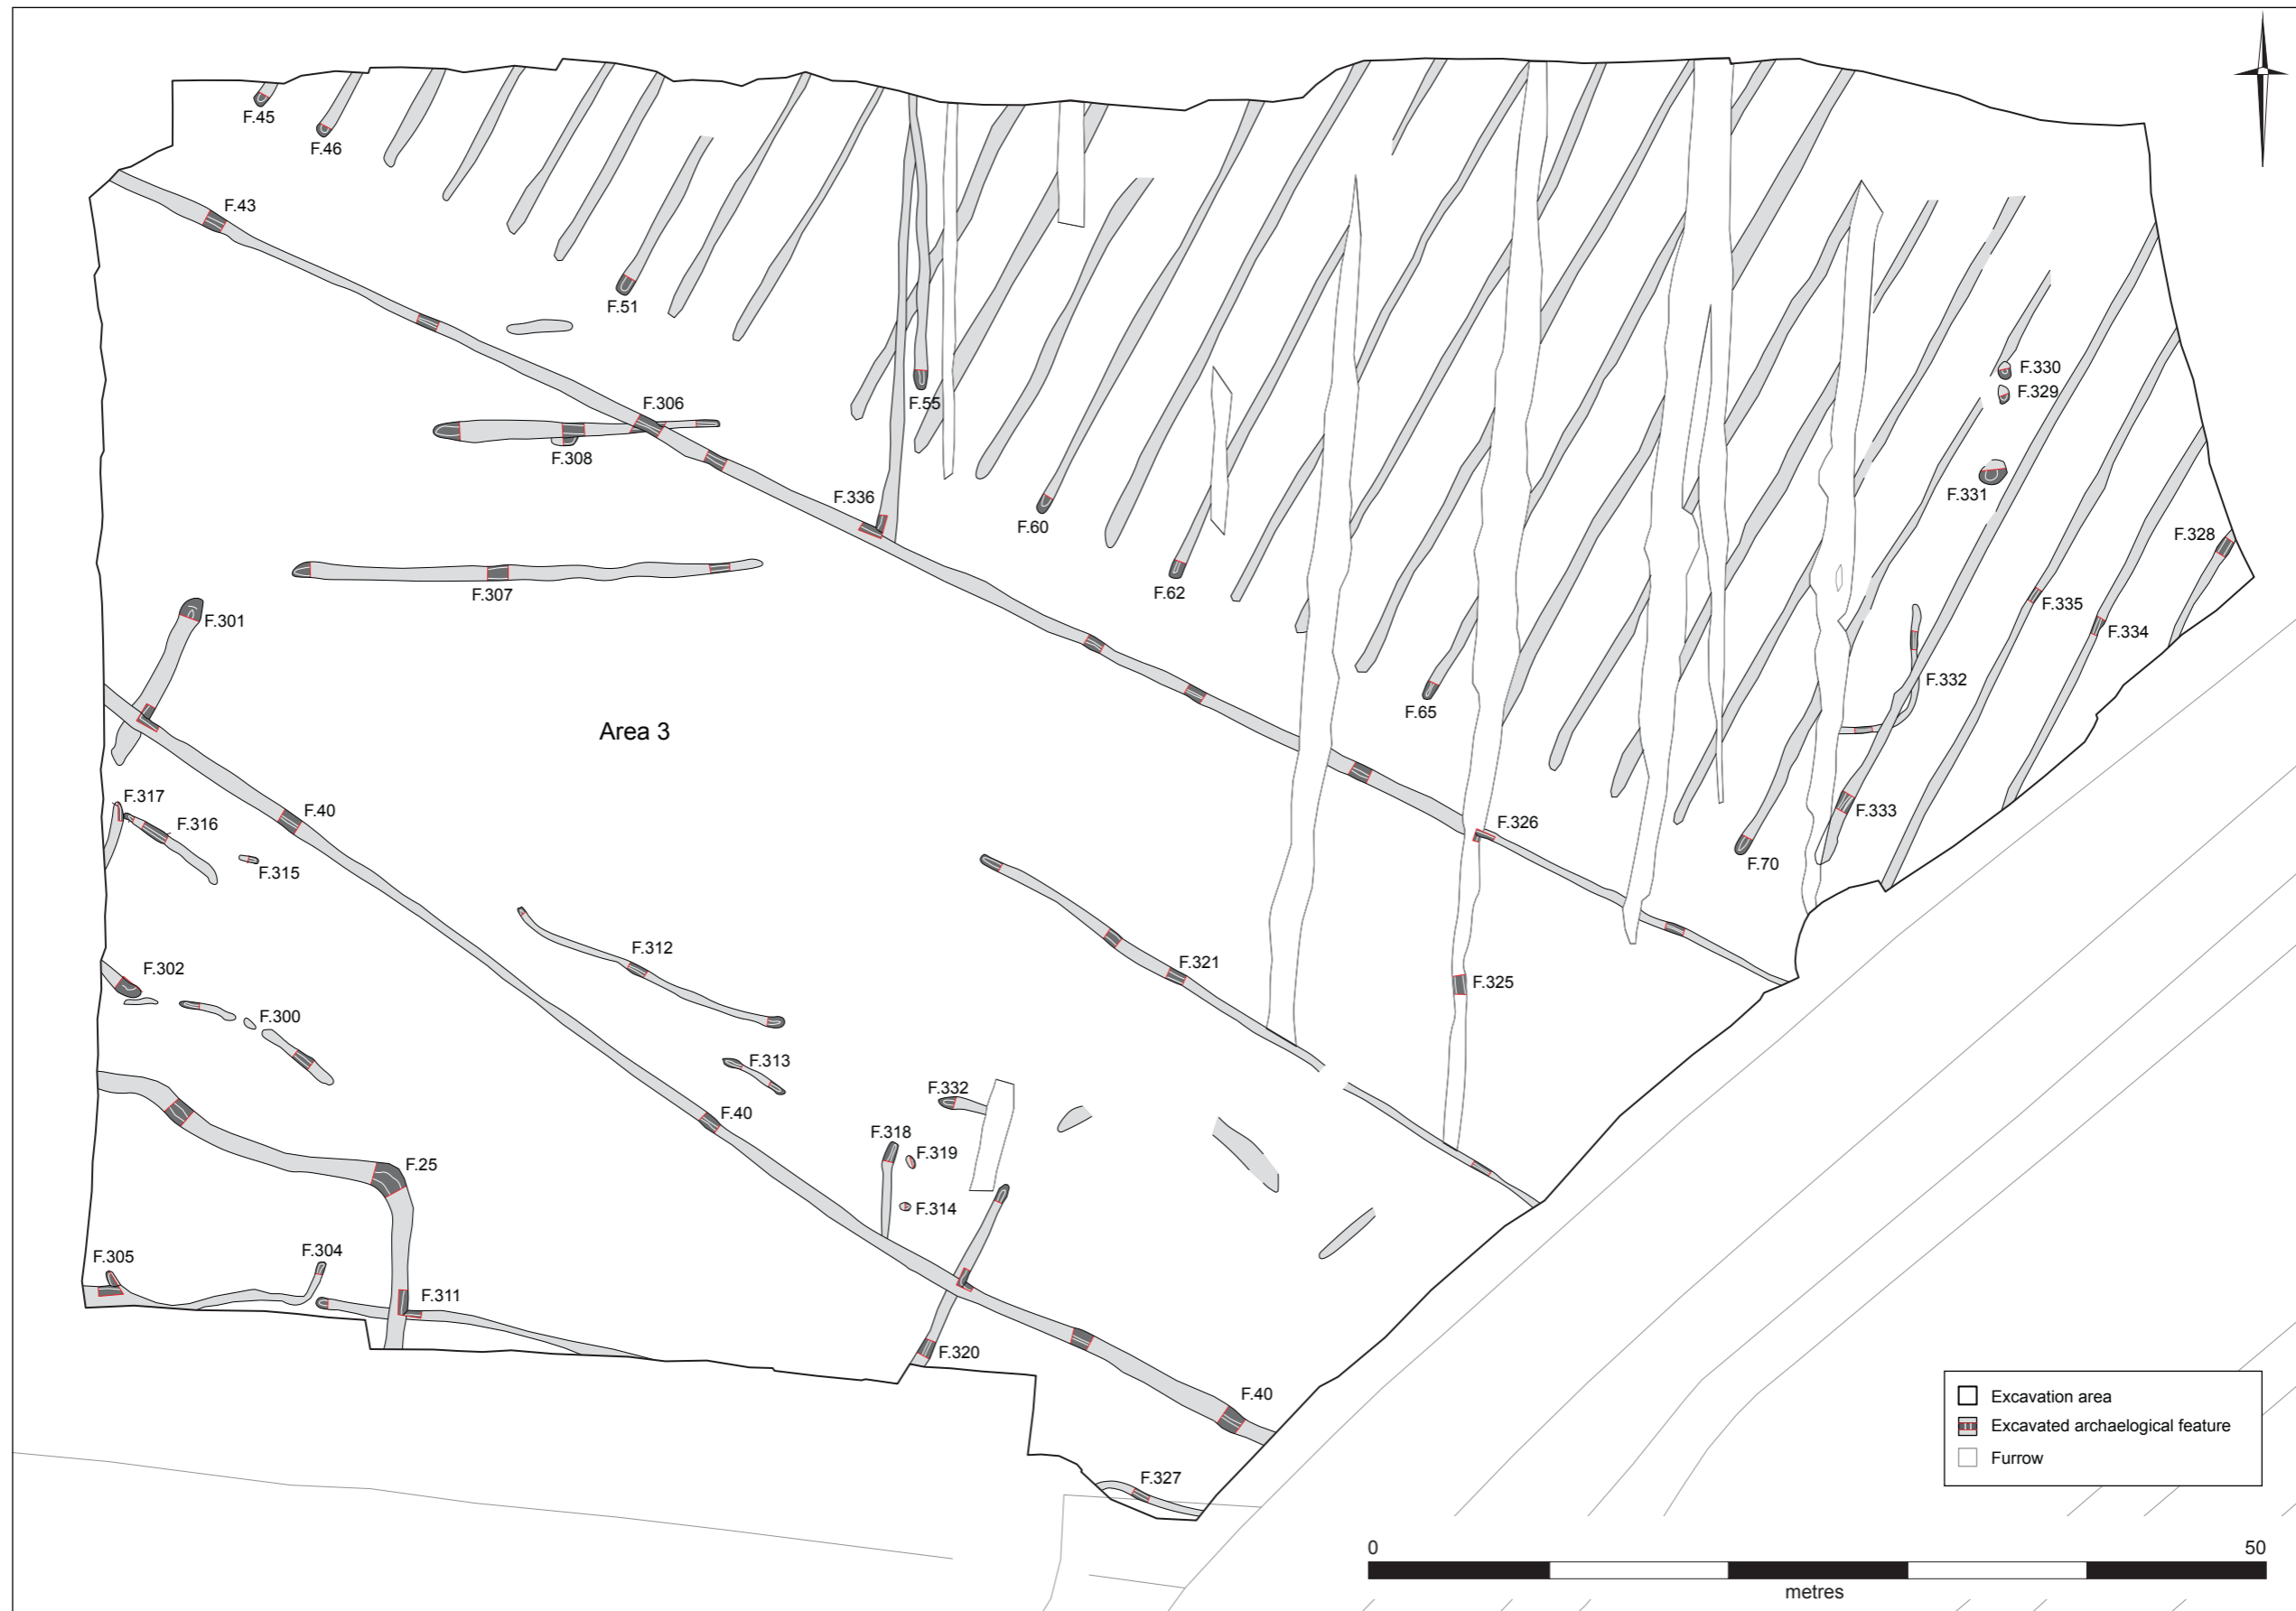 F.45
F.46
F.43
F.51
F.55
F.306
F.308
F.336
F.60
F.62
F.330
F.329
F.331
F.328
F.335
F.334
F.307
F.301
F.332
F.65
Area 3
F.317
F.40
F.316
F.315
F.326
F.333
F.70
F.312
F.321
F.325
F.302
F.300
F.313
F.40
F.332
F.318
F.319
F.25
F.314
F.305
F.304
F.311
F.320
F.40
F.327
Excavation area
Excavated archaelogical feature
Furrow
0 50
metres